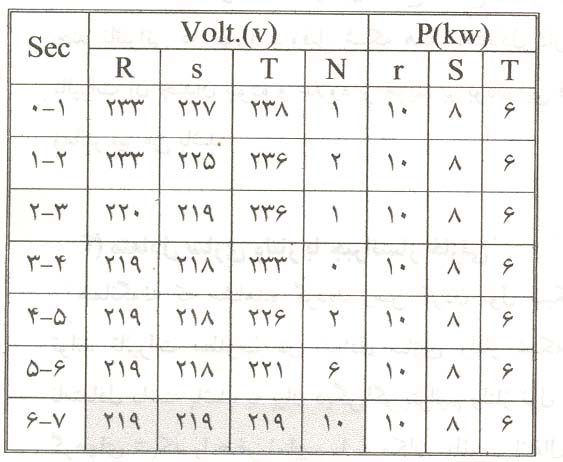 Sec Volt.(v) P(kw)
R s T N r S T
۰-۱ ۲۳۳ ۲۲۷ ۲۳۸ ۱ ۱۰ ۸ ۶
۱-۲ ۲۳۳ ۲۲۵ ۲۳۶ ۲ ۱۰ ۸ ۶
۲-۳ ۲۲۰ ۲۱۹ ۲۳۶ ۱ ۱۰ ۸ ۶
۳-۴ ۲۱۹ ۲۱۸ ۲۳۳ ۰ ۱۰ ۸ ۶
۴-۵ ۲۱۹ ۲۱۸ ۲۲۶ ۲ ۱۰ ۸ ۶
۵-۶ ۲۱۹ ۲۱۸ ۲۲۱ ۶ ۱۰ ۸ ۶
۶-۷ ۲۱۹ ۲۱۹ ۲۱۹ ۱۰ ۱۰ ۸ ۶